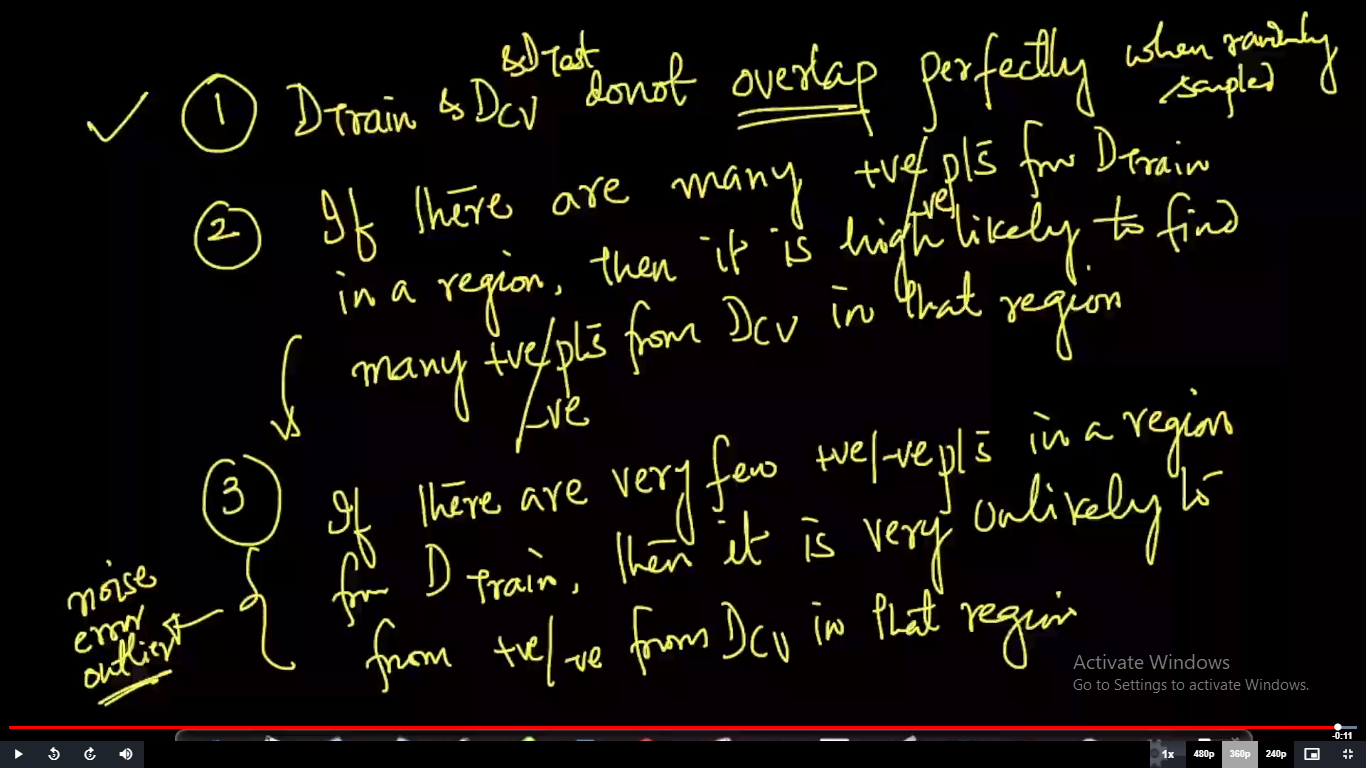 & DTest
① DTrain & DCV do not overlap perfectly when randomly sampled
② If there are many +ve/-ve pts from DTrain
in a region, then it is high likely to find
many +ve/-ve pts from DCV in that region
③ If there are very few +ve/-ve pts in a region
from D Train, then it is very unlikely to
from +ve/-ve from DCV in that region
noise
error
outlier
Activate Windows
Go to Settings to activate Windows.
-0:11
1x 480p 360p 240p